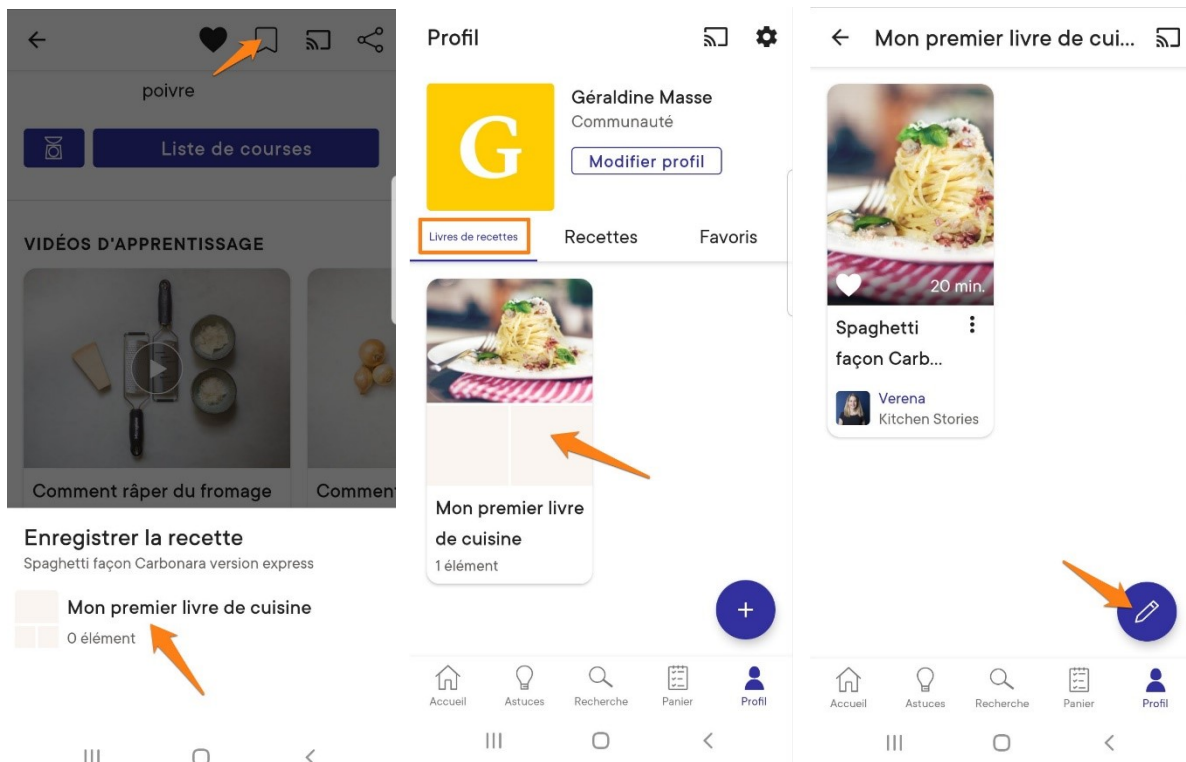 poivre
Liste de courses
VIDÉOS D'APPRENTISSAGE
Comment râper du fromage
Commen
Enregistrer la recette
Spaghetti façon Carbonara version express
Mon premier livre de cuisine
0 élément
Profil
G
Géraldine Masse
Communauté
Modifier profil
Livres de recettes
Recettes
Favoris
Mon premier livre
de cuisine
1 élément
+
Accueil
Astuces
Recherche
Panier
Profil
Mon premier livre de cui...
20 min.
Spaghetti
façon Carb...
Verena
Kitchen Stories
Accueil
Astuces
Recherche
Panier
Profil